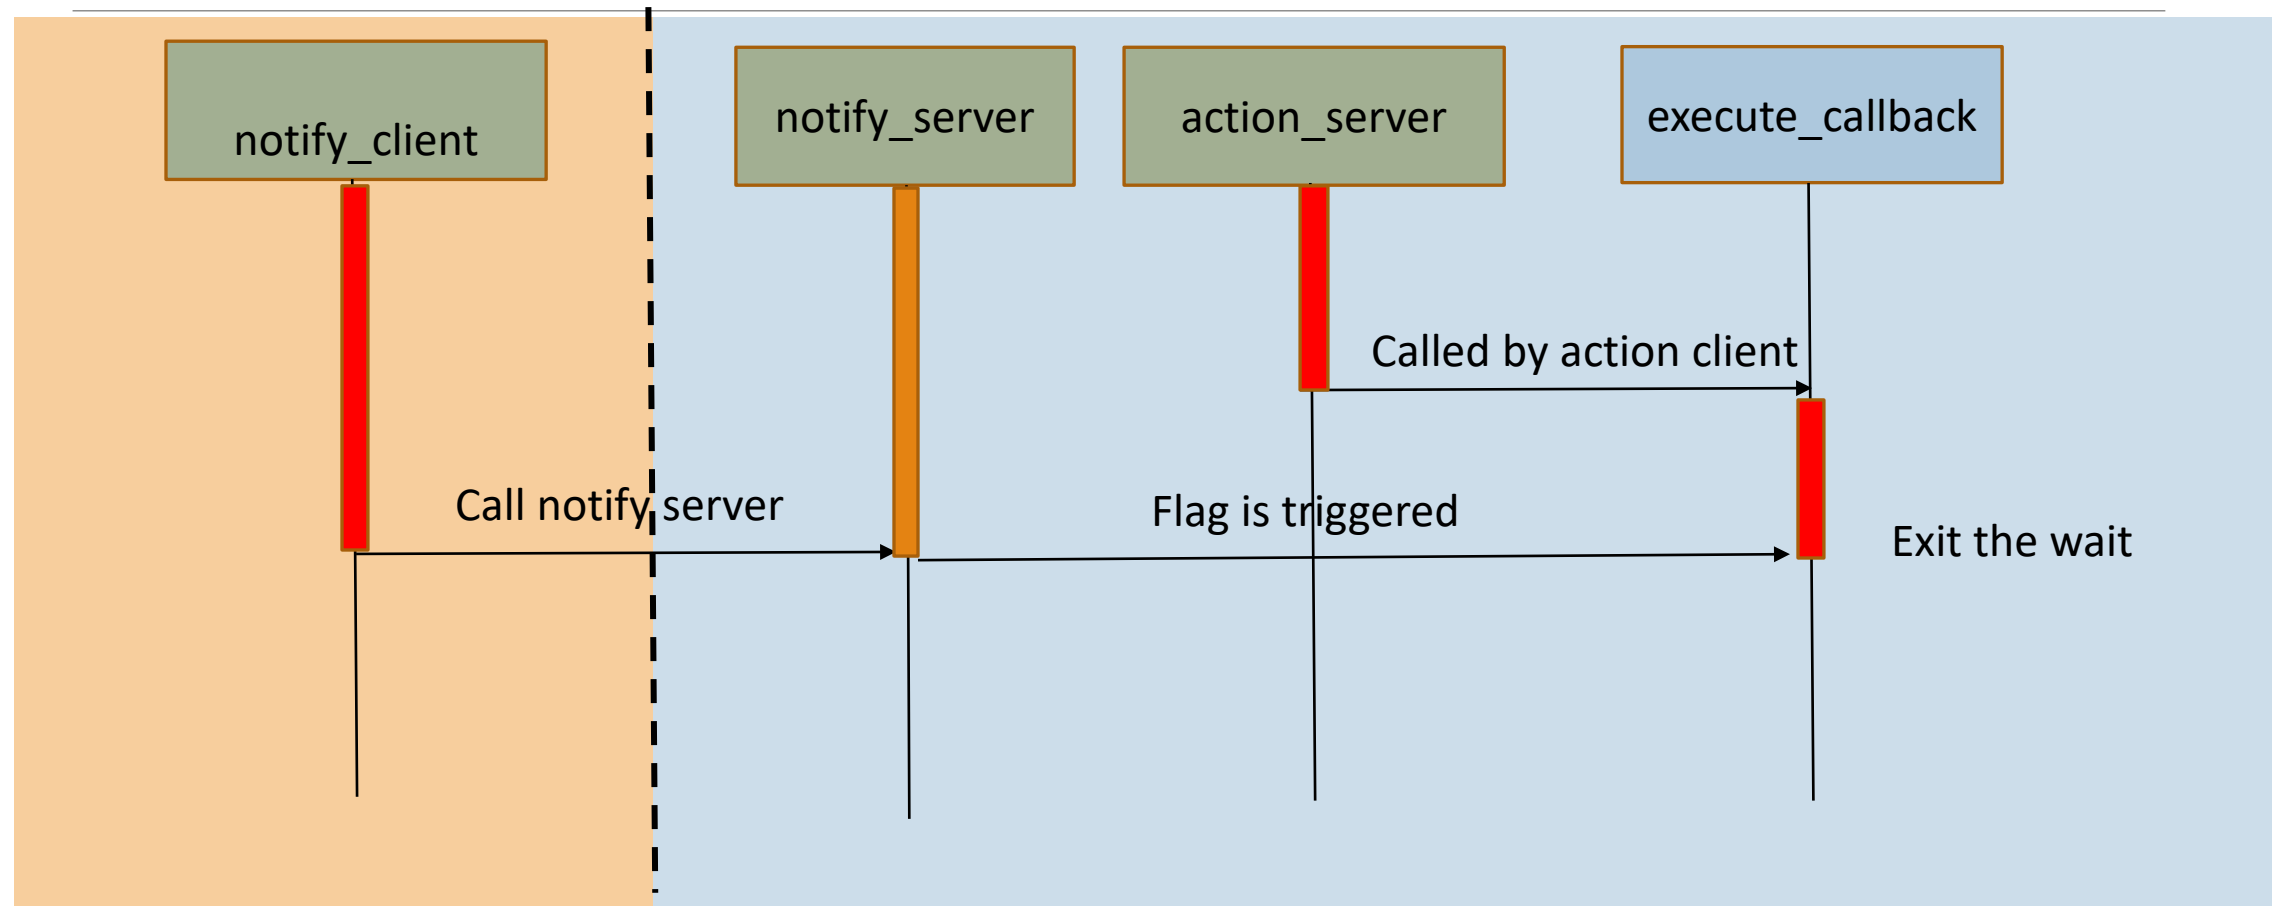 notify_client
notify_server
action_server
execute_callback
Called by action client
Call notify server
Flag is triggered
Exit the wait